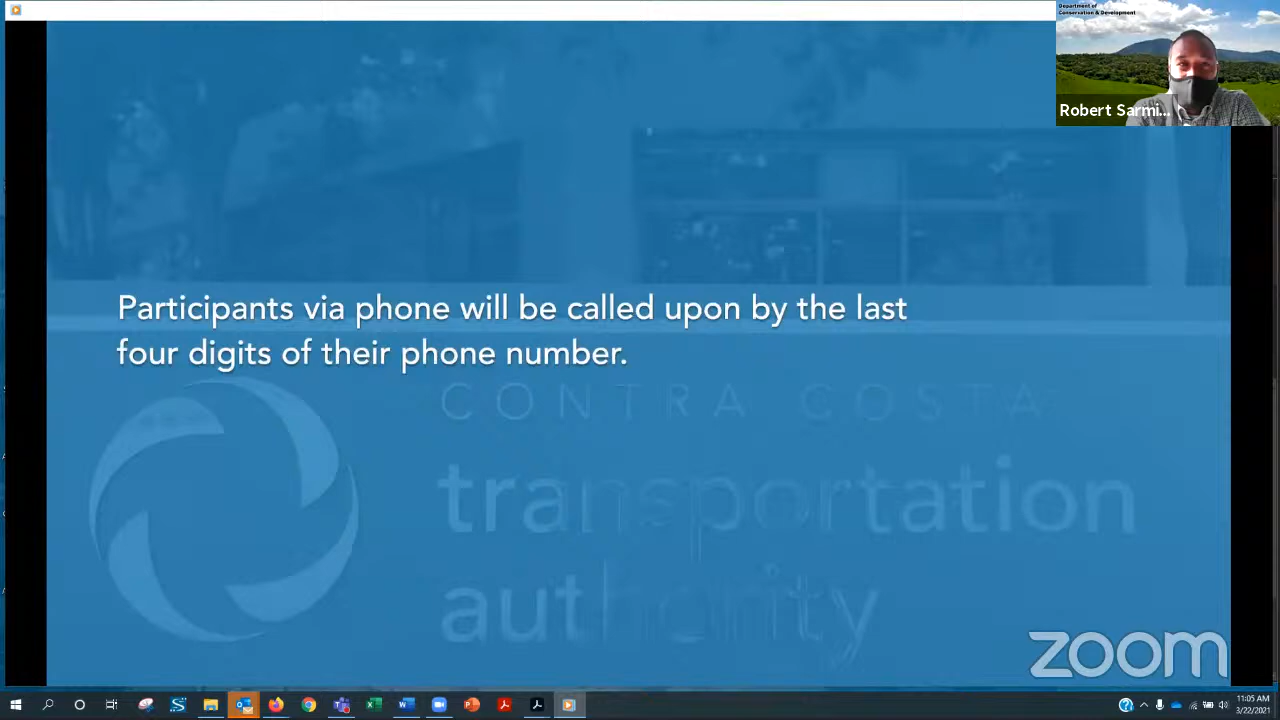 Department of
Conservation & Development
Robert Sarmi...
Participants via phone will be called upon by the last
four digits of their phone number.
CONTRA COSTA
transportation
authority
zoom
11:05 AM
3/22/2021